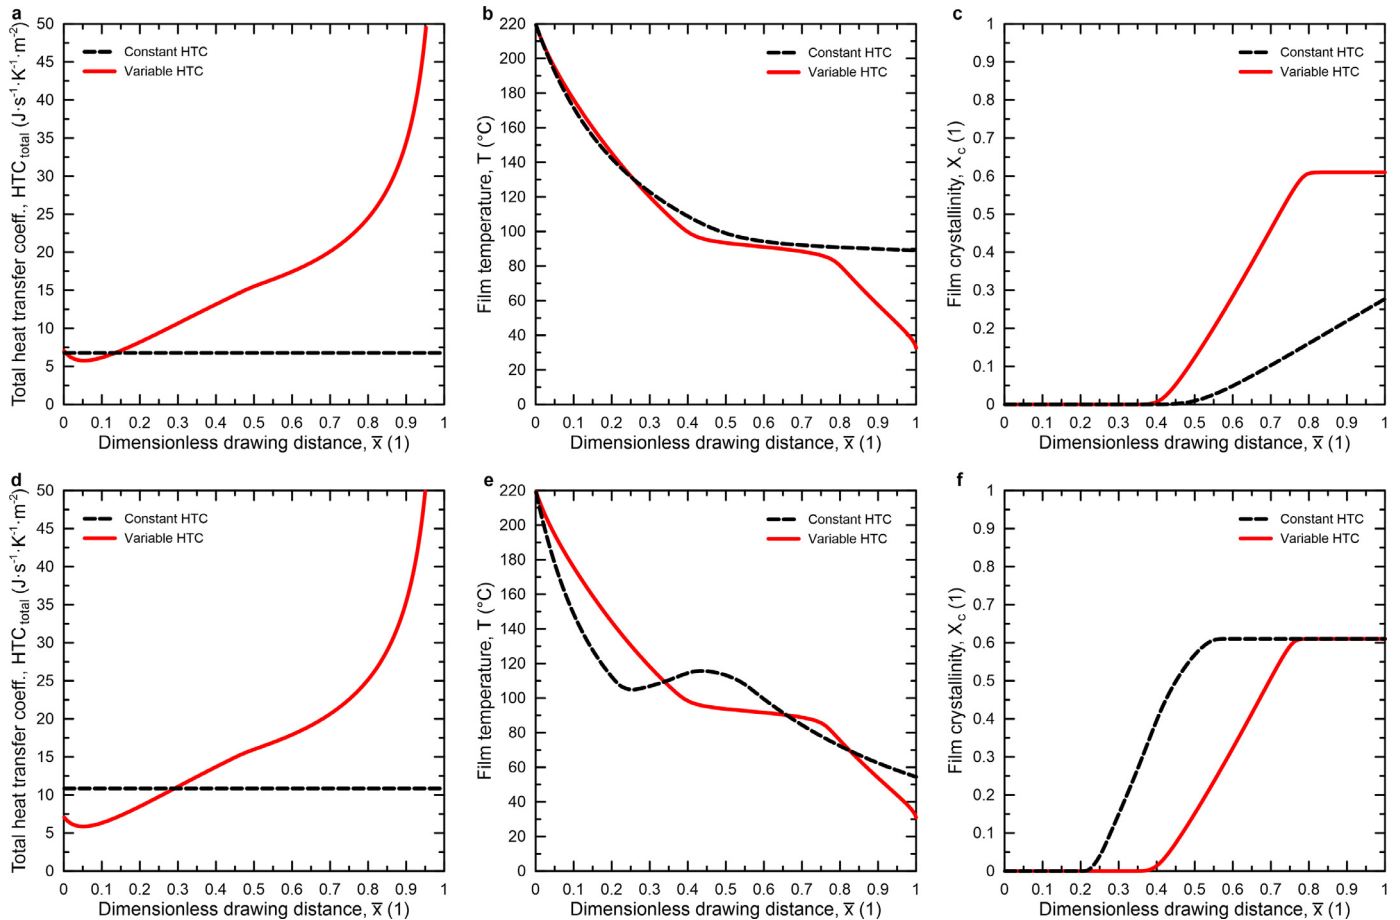 a
Total heat transfer coeff., HTCtotal (J·s-1·K-1·m-2)
50
45
40
35
30
25
20
15
10
5
0
Constant HTC
Variable HTC
0 0.1 0.2 0.3 0.4 0.5 0.6 0.7 0.8 0.9 1
Dimensionless drawing distance, x̅ (1)
b
Film temperature, T (°C)
220
200
180
160
140
120
100
80
60
40
20
0
Constant HTC
Variable HTC
0 0.1 0.2 0.3 0.4 0.5 0.6 0.7 0.8 0.9 1
Dimensionless drawing distance, x̅ (1)
c
Film crystallinity, Xc (1)
1
0.9
0.8
0.7
0.6
0.5
0.4
0.3
0.2
0.1
0
Constant HTC
Variable HTC
0 0.1 0.2 0.3 0.4 0.5 0.6 0.7 0.8 0.9 1
Dimensionless drawing distance, x̅ (1)
d
Total heat transfer coeff., HTCtotal (J·s-1·K-1·m-2)
50
45
40
35
30
25
20
15
10
5
0
Constant HTC
Variable HTC
0 0.1 0.2 0.3 0.4 0.5 0.6 0.7 0.8 0.9 1
Dimensionless drawing distance, x̅ (1)
e
Film temperature, T (°C)
220
200
180
160
140
120
100
80
60
40
20
0
Constant HTC
Variable HTC
0 0.1 0.2 0.3 0.4 0.5 0.6 0.7 0.8 0.9 1
Dimensionless drawing distance, x̅ (1)
f
Film crystallinity, Xc (1)
1
0.9
0.8
0.7
0.6
0.5
0.4
0.3
0.2
0.1
0
Constant HTC
Variable HTC
0 0.1 0.2 0.3 0.4 0.5 0.6 0.7 0.8 0.9 1
Dimensionless drawing distance, x̅ (1)